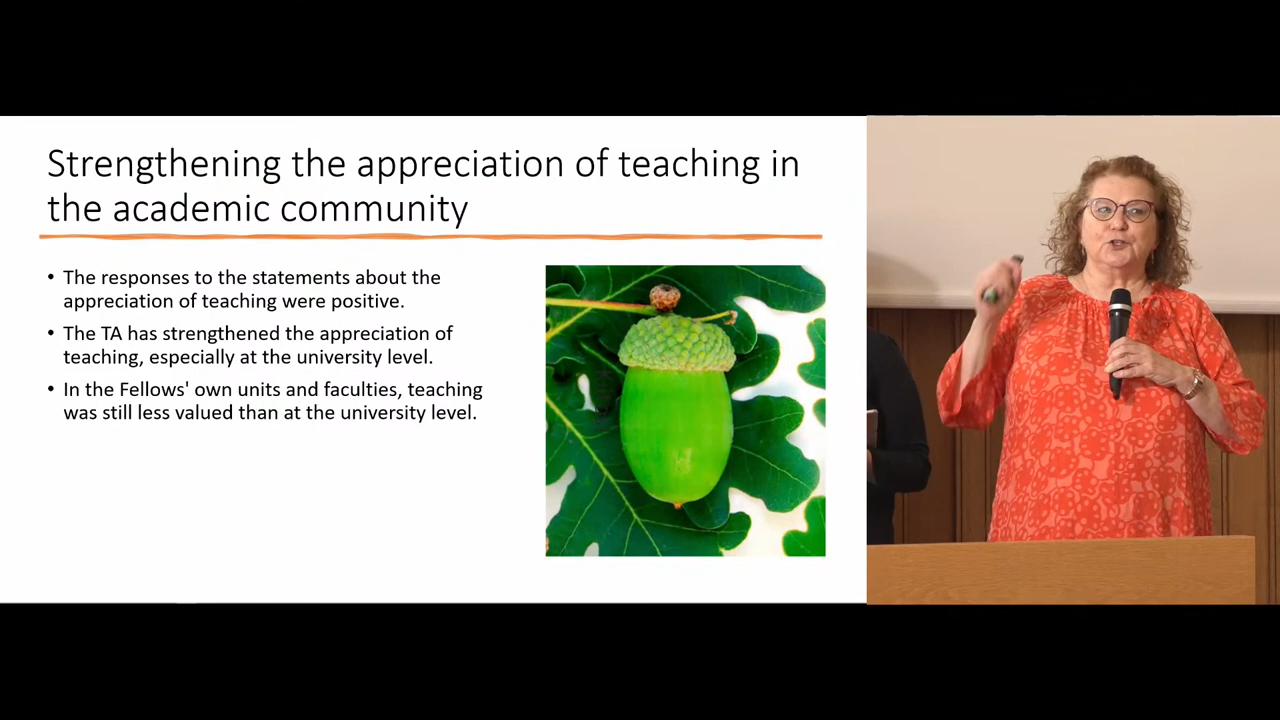 Strengthening the appreciation of teaching in
the academic community
• The responses to the statements about the
appreciation of teaching were positive.
• The TA has strengthened the appreciation of
teaching, especially at the university level.
• In the Fellows' own units and faculties, teaching
was still less valued than at the university level.